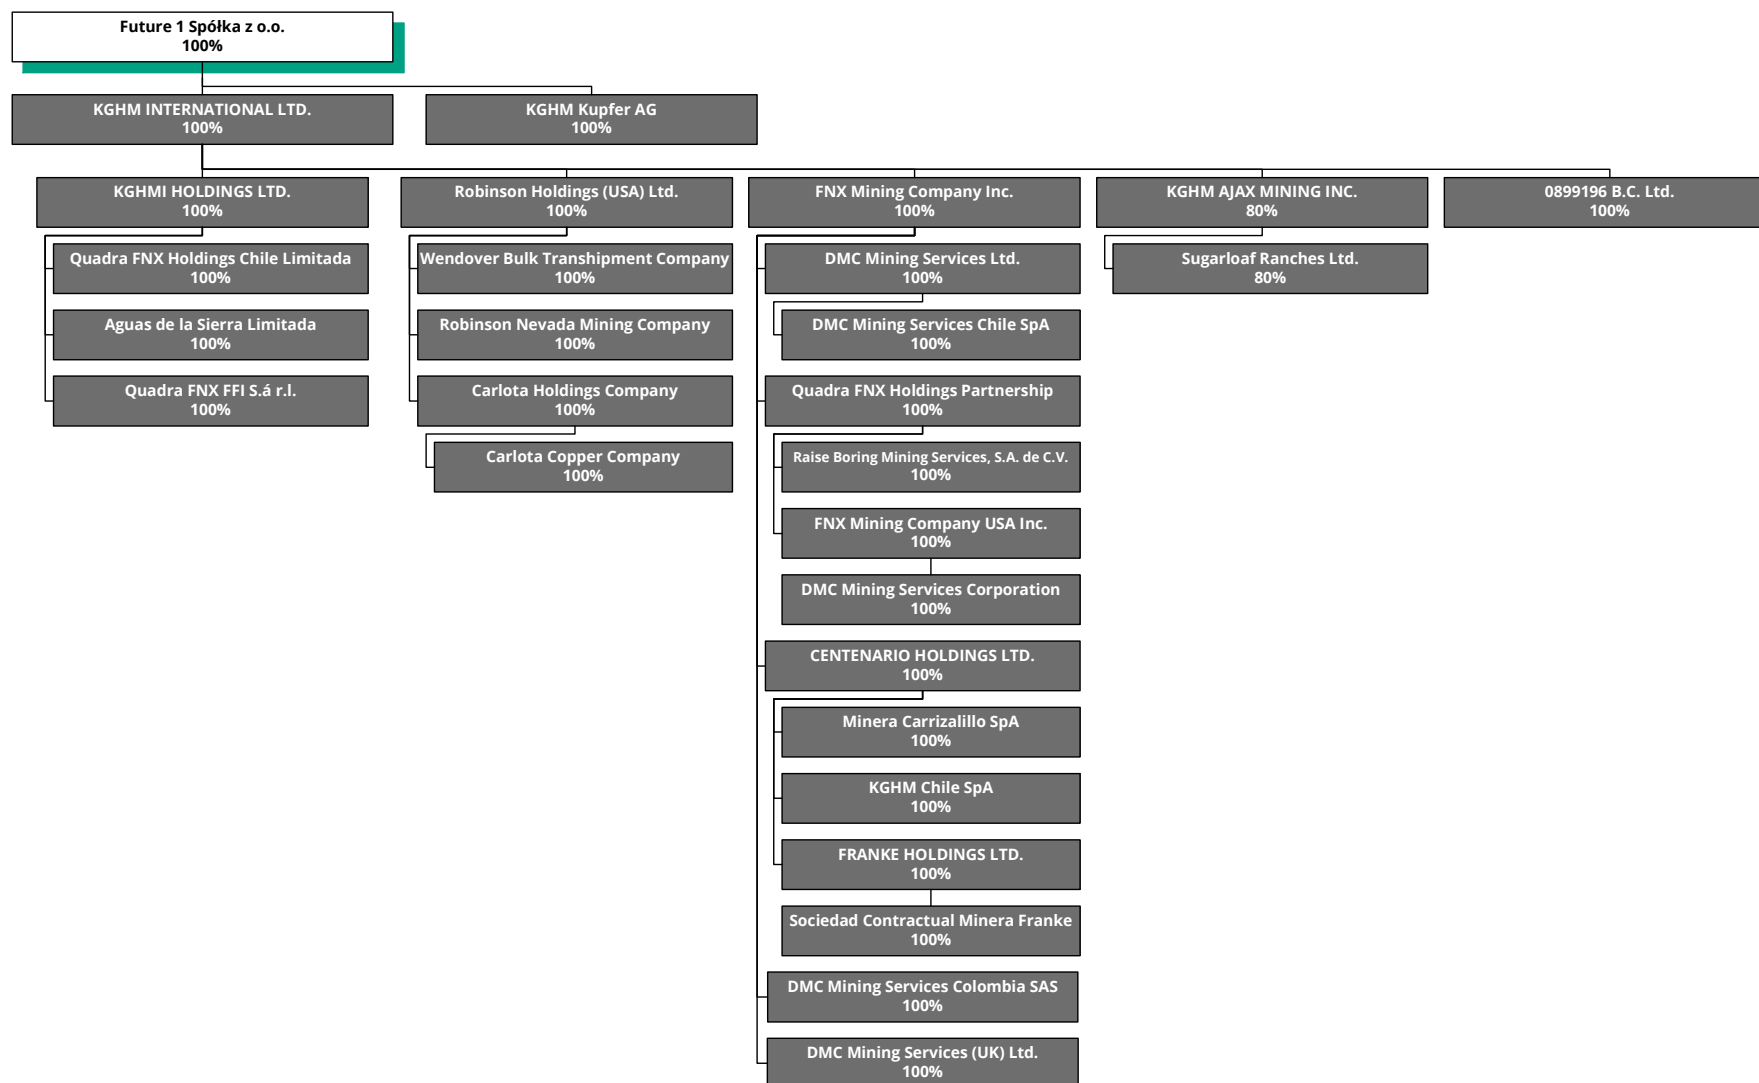 Future 1 Spółka z o.o.
100%
KGHM INTERNATIONAL LTD.
100%
KGHM Kupfer AG
100%
KGHMI HOLDINGS LTD.
100%
Robinson Holdings (USA) Ltd.
100%
FNX Mining Company Inc.
100%
KGHM AJAX MINING INC.
80%
0899196 B.C. Ltd.
100%
Quadra FNX Holdings Chile Limitada
100%
Aguas de la Sierra Limitada
100%
Quadra FNX FFI S.á r.l.
100%
Wendover Bulk Transhipment Company
100%
Robinson Nevada Mining Company
100%
Carlota Holdings Company
100%
Carlota Copper Company
100%
DMC Mining Services Ltd.
100%
DMC Mining Services Chile SpA
100%
Quadra FNX Holdings Partnership
100%
Raise Boring Mining Services, S.A. de C.V.
100%
FNX Mining Company USA Inc.
100%
DMC Mining Services Corporation
100%
CENTENARIO HOLDINGS LTD.
100%
Minera Carrizalillo SpA
100%
KGHM Chile SpA
100%
FRANKE HOLDINGS LTD.
100%
Sociedad Contractual Minera Franke
100%
DMC Mining Services Colombia SAS
100%
DMC Mining Services (UK) Ltd.
100%
Sugarloaf Ranches Ltd.
80%